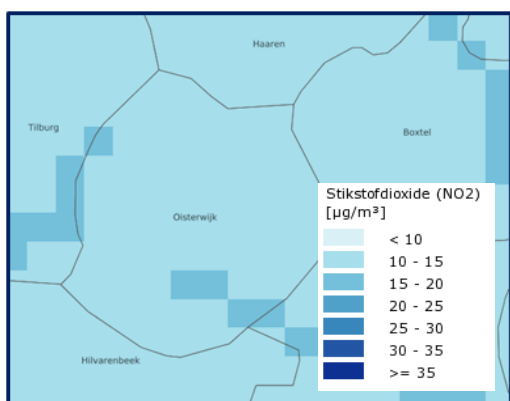 Haaren
Tilburg
Boxtel
Oisterwijk
Hilvarenbeek
Stikstofdioxide (NO2)
[µg/m³]
< 10
10 - 15
15 - 20
20 - 25
25 - 30
30 - 35
>= 35